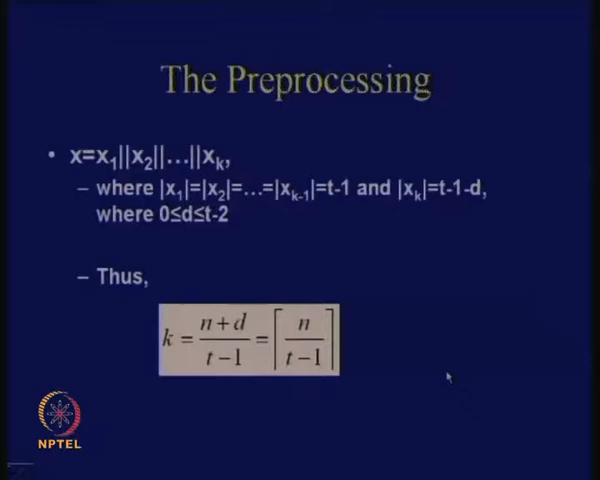 The Preprocessing
• x=x₁||x₂||…||xₖ,
– where |x₁|=|x₂|=…=|xₖ₋₁|=t-1 and |xₖ|=t-1-d,
where 0≤d≤t-2
– Thus,
k = (n + d)/(t − 1) = ⌈n/(t − 1)⌉
NPTEL